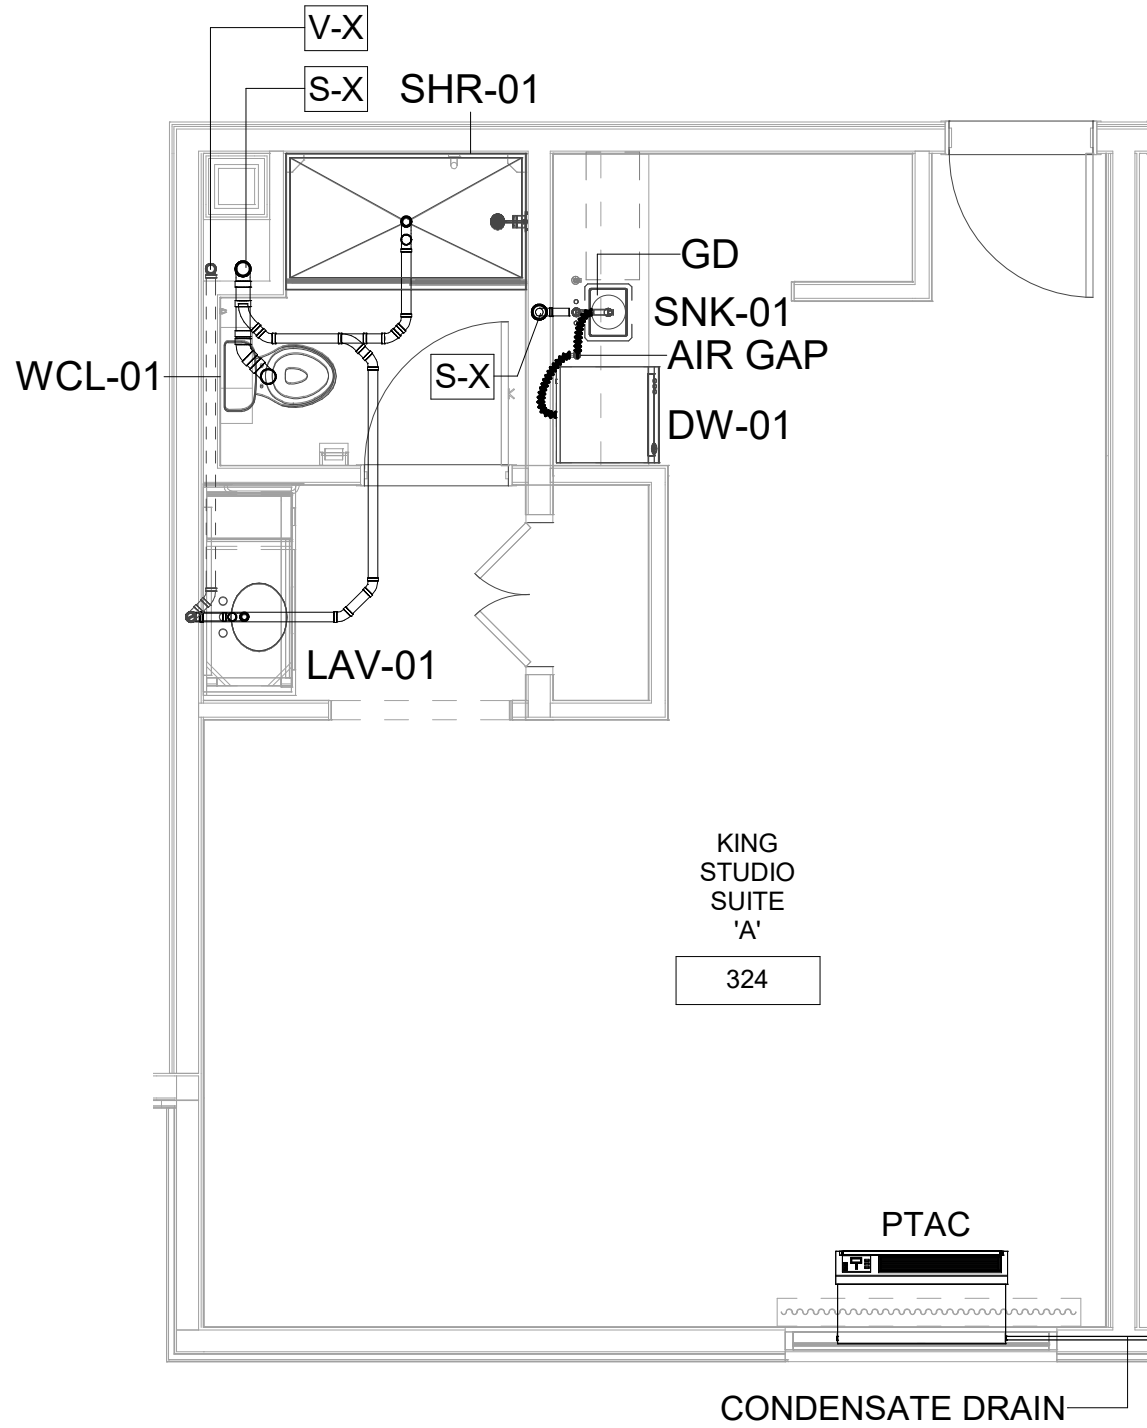 V-X
S-X
SHR-01
GD
SNK-01
AIR GAP
WCL-01
S-X
DW-01
LAV-01
KING
STUDIO
SUITE
'A'
324
PTAC
CONDENSATE DRAIN